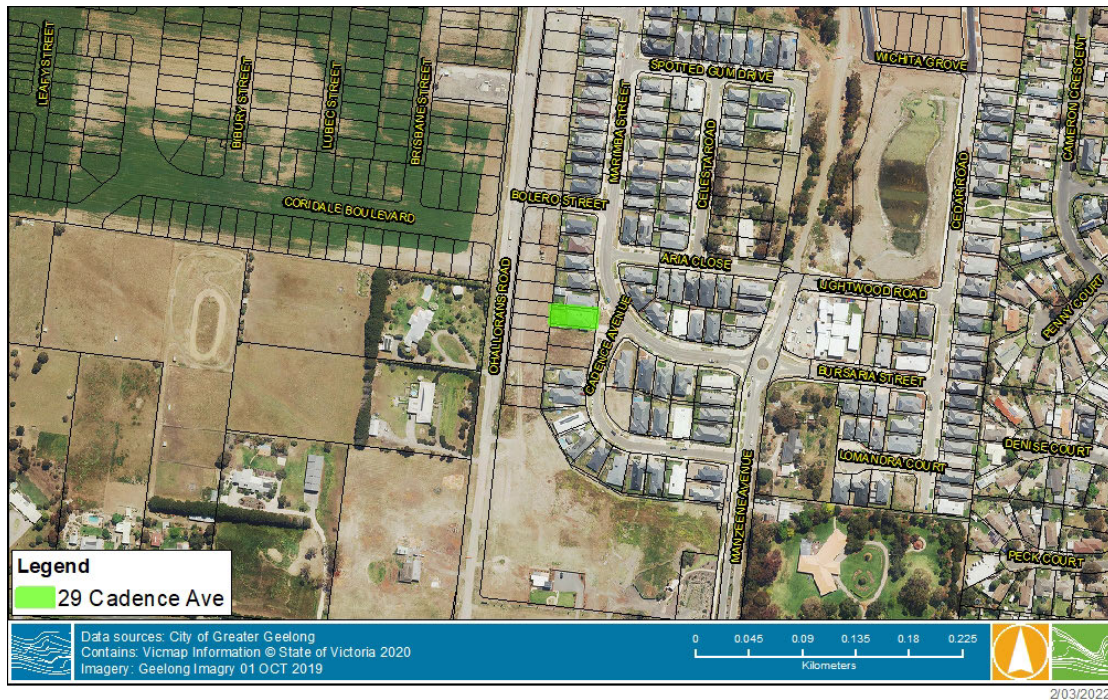 LEAFY STREET
BIBURY STREET
LUBEC STREET
BRISBANE STREET
CORIDALE BOULEVARD
CHALLORANS ROAD
BOLERO STREET
MARIMBA STREET
SPOTTED GUM DRIVE
CELESTA ROAD
ARIA CLOSE
CADENCE AVENUE
WICHITA GROVE
CAMERON CRESCENT
CEDAR ROAD
PENNY COURT
LIGHTWOOD ROAD
BURSARIA STREET
LOMANDRA COURT
DENISE COURT
MANZEENE AVENUE
PECK COURT
Legend
29 Cadence Ave
Data sources: City of Greater Geelong
Contains: Vicmap Information © State of Victoria 2020
Imagery: Geelong Imagry 01 OCT 2019
0 0.045 0.09 0.135 0.18 0.225
Kilometers
2/03/2022